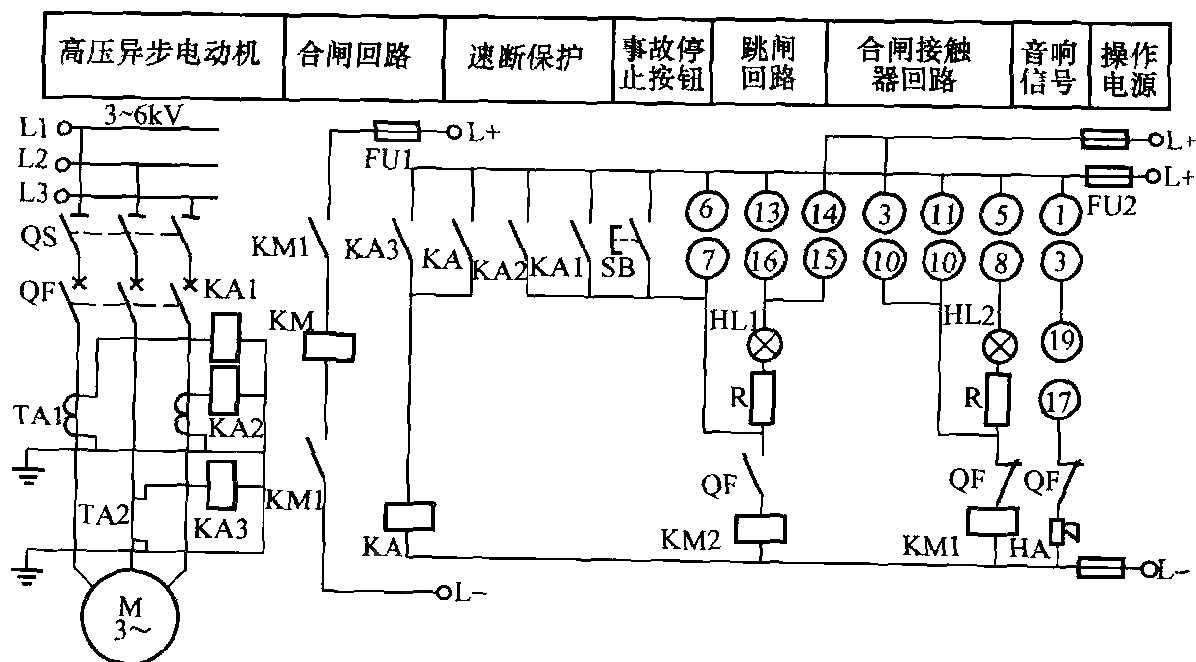 高压异步电动机
合闸回路
速断保护
事故停
止按钮
跳闸
回路
合闸接触
器回路
音响
信号
操作
电源
L1
3~6kV
L2
L3
QS
QF
KA1
TA1
KA2
TA2
KA3
M
3~
FU1
L+
KM1
KM
KM1
L-
KA3
KA
KA2
KA1
SB
KA
6
7
13
16
14
15
3
10
11
10
5
8
1
3
19
17
HL1
R
QF
KM2
HL2
R
QF
KM1
QF
HA
L+
L+
FU2
L-